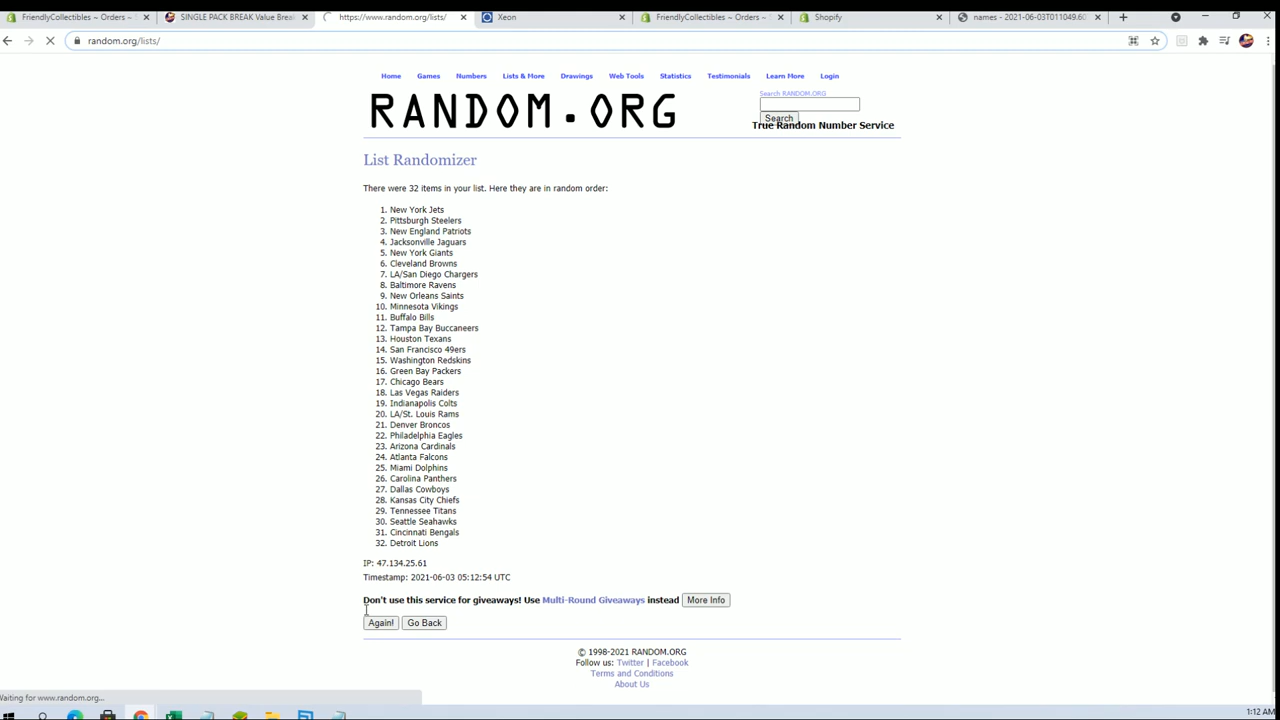 FriendlyCollectibles ~ Orders ~ S
SINGLE PACK BREAK Value Break
https://www.random.org/lists/
Xeon
FriendlyCollectibles ~ Orders ~ S
Shopify
names - 2021-06-03T011049.60
random.org/lists/
Home Games Numbers Lists & More Drawings Web Tools Statistics Testimonials Learn More Login
RANDOM.ORG
Search RANDOM.ORG
Search
True Random Number Service
List Randomizer
There were 32 items in your list. Here they are in random order:
1. New York Jets
2. Pittsburgh Steelers
3. New England Patriots
4. Jacksonville Jaguars
5. New York Giants
6. Cleveland Browns
7. LA/San Diego Chargers
8. Baltimore Ravens
9. New Orleans Saints
10. Minnesota Vikings
11. Buffalo Bills
12. Tampa Bay Buccaneers
13. Houston Texans
14. San Francisco 49ers
15. Washington Redskins
16. Green Bay Packers
17. Chicago Bears
18. Las Vegas Raiders
19. Indianapolis Colts
20. LA/St. Louis Rams
21. Denver Broncos
22. Philadelphia Eagles
23. Arizona Cardinals
24. Atlanta Falcons
25. Miami Dolphins
26. Carolina Panthers
27. Dallas Cowboys
28. Kansas City Chiefs
29. Tennessee Titans
30. Seattle Seahawks
31. Cincinnati Bengals
32. Detroit Lions
IP: 47.134.25.61
Timestamp: 2021-06-03 05:12:54 UTC
Don't use this service for giveaways! Use Multi-Round Giveaways instead More Info
Again! Go Back
© 1998-2021 RANDOM.ORG
Follow us: Twitter | Facebook
Terms and Conditions
About Us
Waiting for www.random.org...
1:12 AM